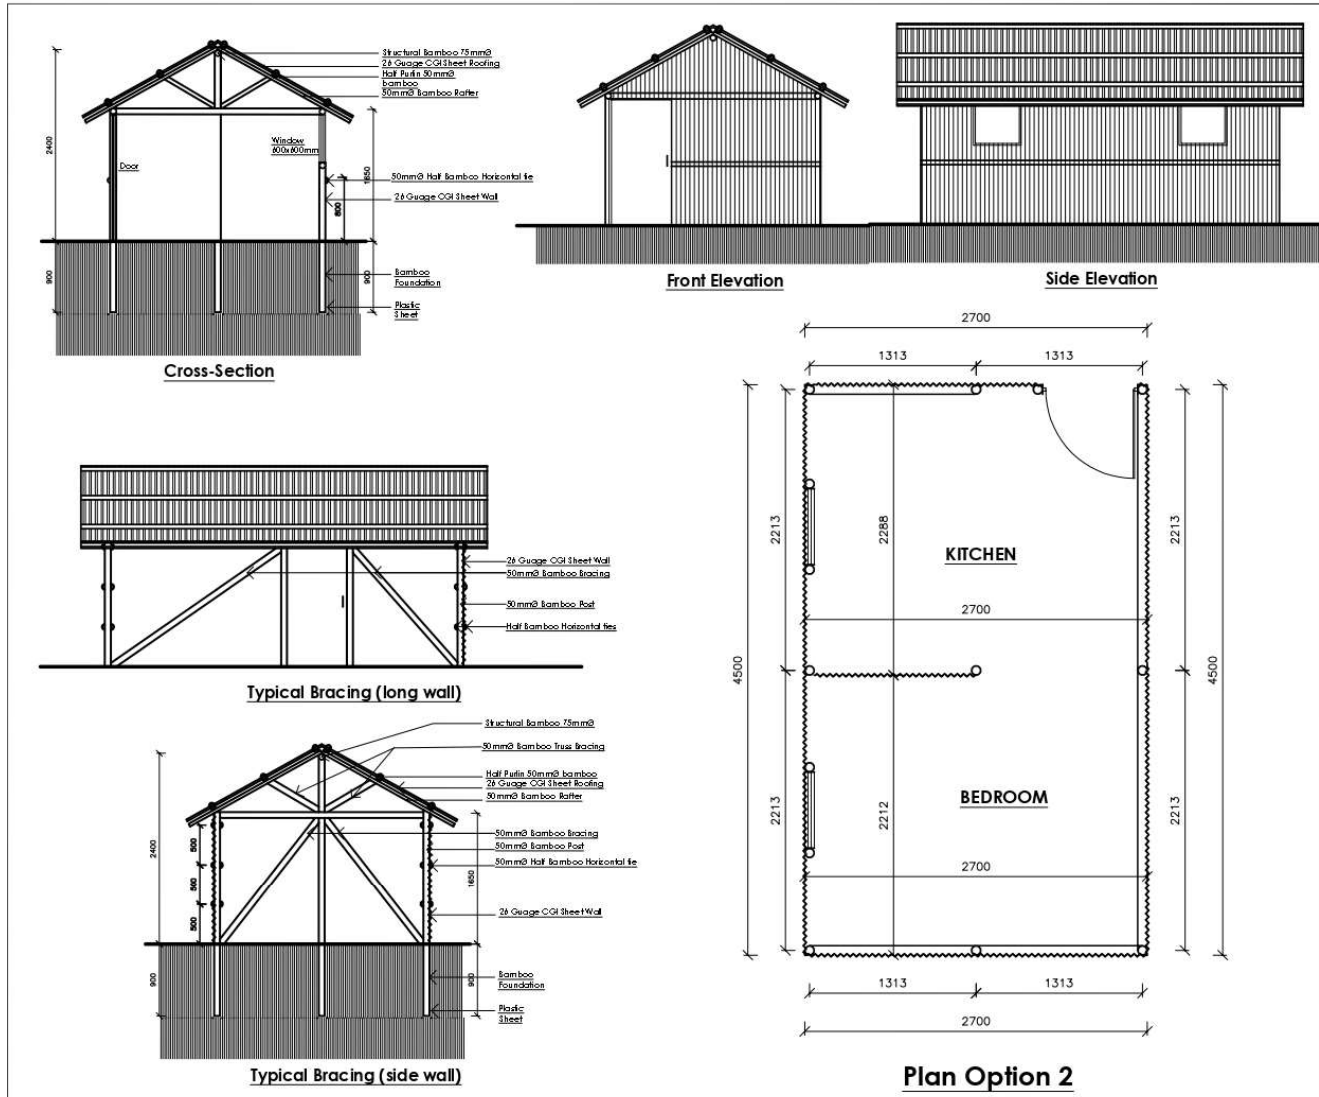 Structural Bamboo 75mmØ
26 Guage CGI Sheet Roofing
Half Purlin 50mmØ
bamboo
50mmØ Bamboo Rafter
2400
Window
600x600mm
Door
1650
50mmØ Half Bamboo Horizontal tie
26 Guage CGI Sheet Wall
800
900
900
Bamboo
Foundation
Plastic
Sheet
Cross-Section
Front Elevation
Side Elevation
26 Guage CGI Sheet Wall
50mmØ Bamboo Bracing
50mmØ Bamboo Post
Half Bamboo Horizontal ties
Typical Bracing (long wall)
Structural Bamboo 75mmØ
50mmØ Bamboo Truss Bracing
Half Purlin 50mmØ bamboo
26 Guage CGI Sheet Roofing
50mmØ Bamboo Rafter
2400
500
500
500
50mmØ Bamboo Bracing
50mmØ Bamboo Post
50mmØ Half Bamboo Horizontal tie
1650
26 Guage CGI Sheet Wall
900
900
Bamboo
Foundation
Plastic
Sheet
Typical Bracing (side wall)
2700
1313
1313
2213
2288
2213
KITCHEN
2700
4500
4500
2213
2212
2213
BEDROOM
2700
1313
1313
2700
Plan Option 2